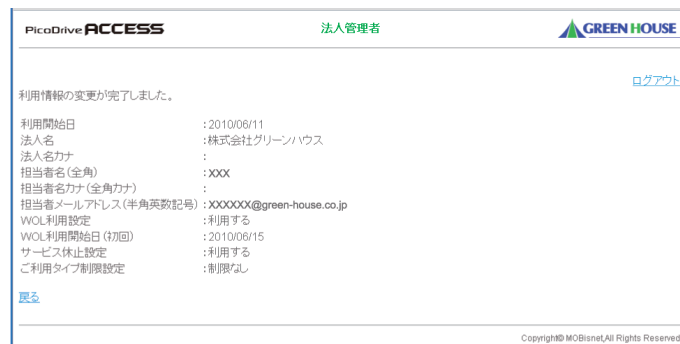 PicoDrive ACCESS 法人管理者 GREEN HOUSE
ログアウト
利用情報の変更が完了しました。
利用開始日 : 2010/06/11
法人名 : 株式会社グリーンハウス
法人名カナ :
担当者名(全角) : XXX
担当者名カナ(全角カナ) :
担当者メールアドレス(半角英数記号) : XXXXXX@green-house.co.jp
WOL利用設定 : 利用する
WOL利用開始日(初回) : 2010/06/15
サービス休止設定 : 利用する
ご利用タイプ制限設定 : 制限なし
戻る
Copyright© MOBisnet,All Rights Reserved